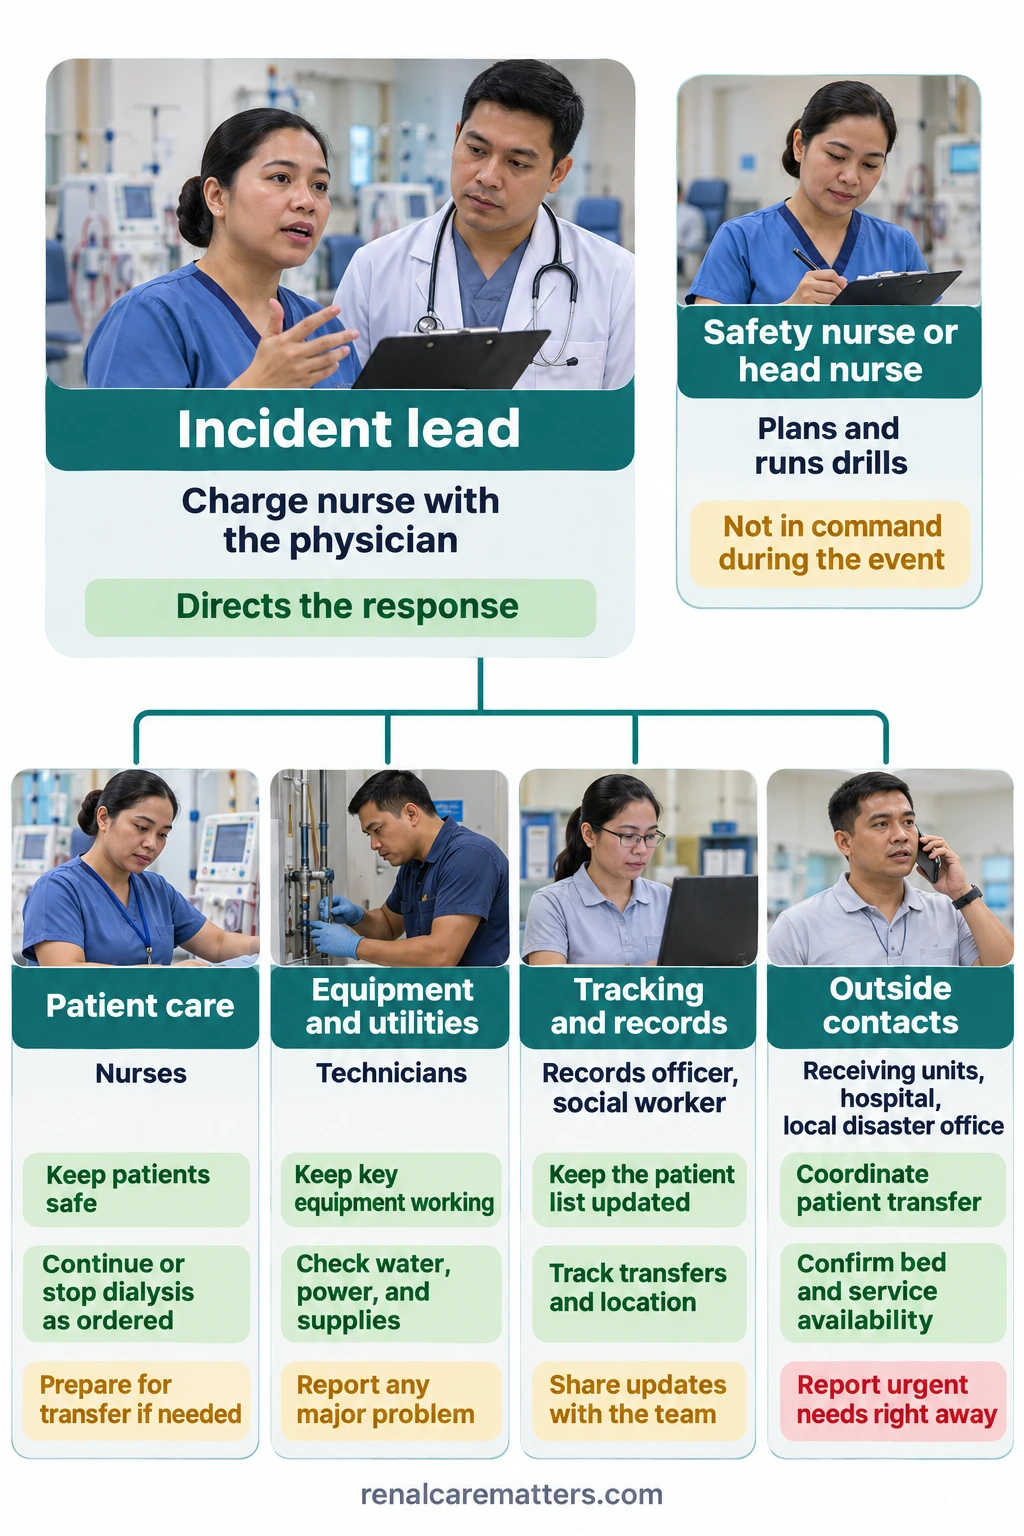 Incident lead
Charge nurse with
the physician
Directs the response
Safety nurse or
head nurse
Plans and
runs drills
Not in command
during the event
Patient care
Nurses
Keep patients
safe
Continue or
stop dialysis
as ordered
Prepare for
transfer if needed
Equipment
and utilities
Technicians
Keep key
equipment working
Check water,
power, and
supplies
Report any
major problem
Tracking
and records
Records officer,
social worker
Keep the patient
list updated
Track transfers
and location
Share updates
with the team
Outside
contacts
Receiving units,
hospital,
local disaster office
Coordinate
patient transfer
Confirm bed
and service
availability
Report urgent
needs right away
renalcarematters.com